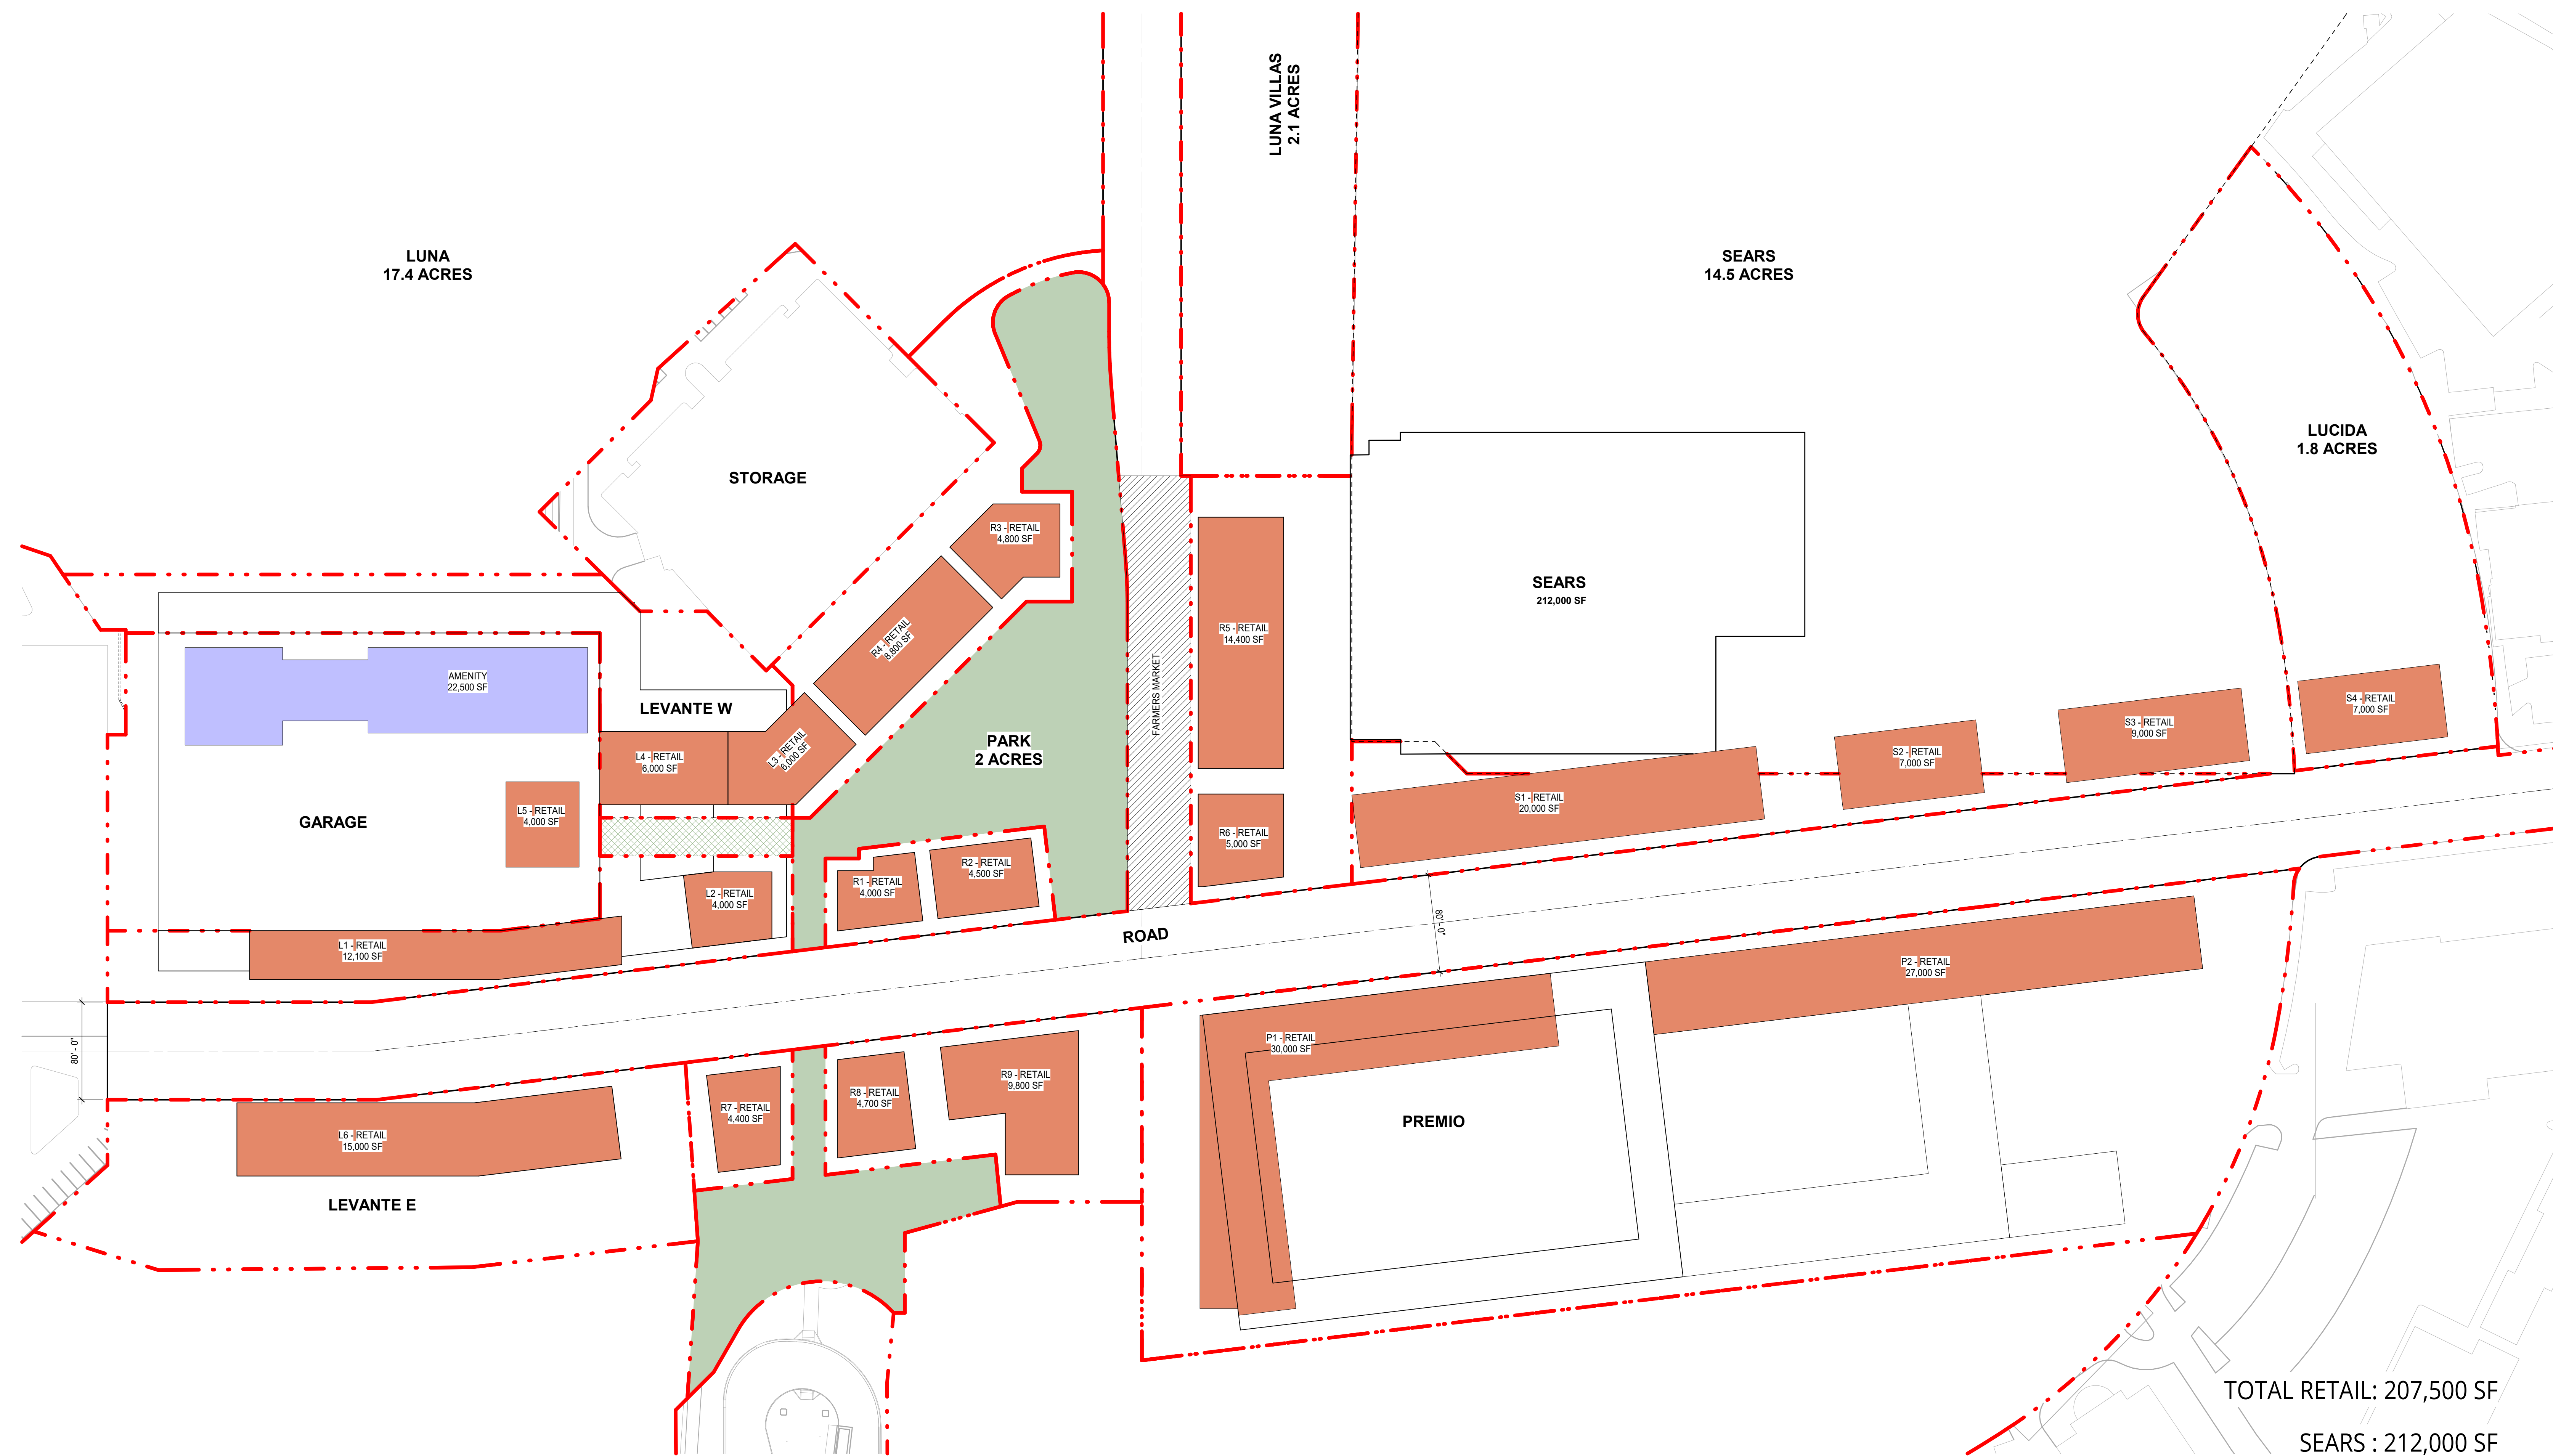 LUNA VILLAS
2.1 ACRES
LUNA
17.4 ACRES
SEARS
14.5 ACRES
LUCIDA
1.8 ACRES
STORAGE
R3 - RETAIL
4,800 SF
SEARS
212,000 SF
R4 - RETAIL
8,800 SF
R5 - RETAIL
14,400 SF
FARMERS MARKET
AMENITY
22,500 SF
LEVANTE W
L4 - RETAIL
6,000 SF
L3 - RETAIL
6,000 SF
PARK
2 ACRES
S4 - RETAIL
7,000 SF
S3 - RETAIL
9,000 SF
S2 - RETAIL
7,000 SF
S1 - RETAIL
20,000 SF
GARAGE
L5 - RETAIL
4,000 SF
R6 - RETAIL
5,000 SF
R2 - RETAIL
4,500 SF
R1 - RETAIL
4,000 SF
L2 - RETAIL
4,000 SF
L1 - RETAIL
12,100 SF
ROAD
80' - 0"
P2 - RETAIL
27,000 SF
80' - 0"
P1 - RETAIL
30,000 SF
R9 - RETAIL
9,800 SF
R8 - RETAIL
4,700 SF
R7 - RETAIL
4,400 SF
L6 - RETAIL
15,000 SF
PREMIO
LEVANTE E
TOTAL RETAIL: 207,500 SF
SEARS : 212,000 SF